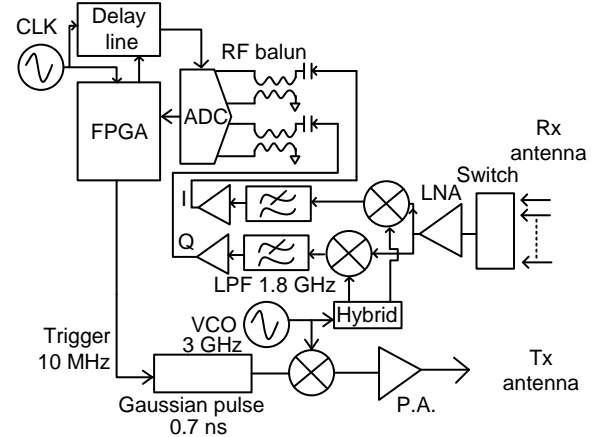 CLK
Delay
line
RF balun
FPGA
ADC
Rx
antenna
Switch
LNA
I
Q
LPF 1.8 GHz
VCO
3 GHz
Hybrid
Trigger
10 MHz
Gaussian pulse
0.7 ns
P.A.
Tx
antenna